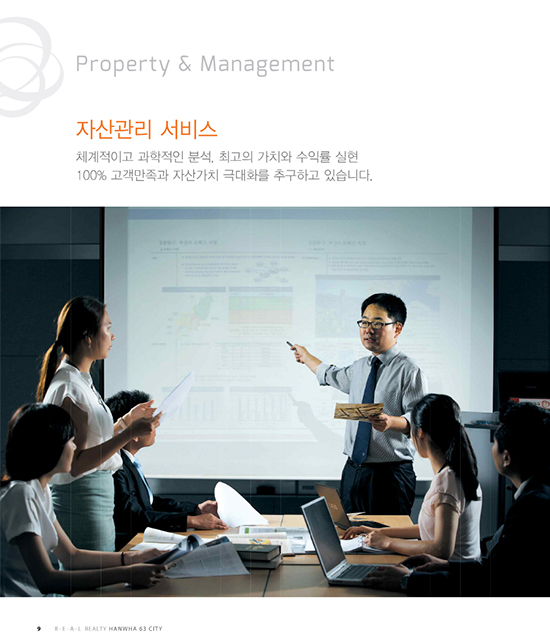 Property & Management
자산관리 서비스
체계적이고 과학적인 분석, 최고의 가치와 수익률 실현
100% 고객만족과 자산가치 극대화를 추구하고 있습니다.
9 R·E·A·L REALTY HANWHA 63 CITY